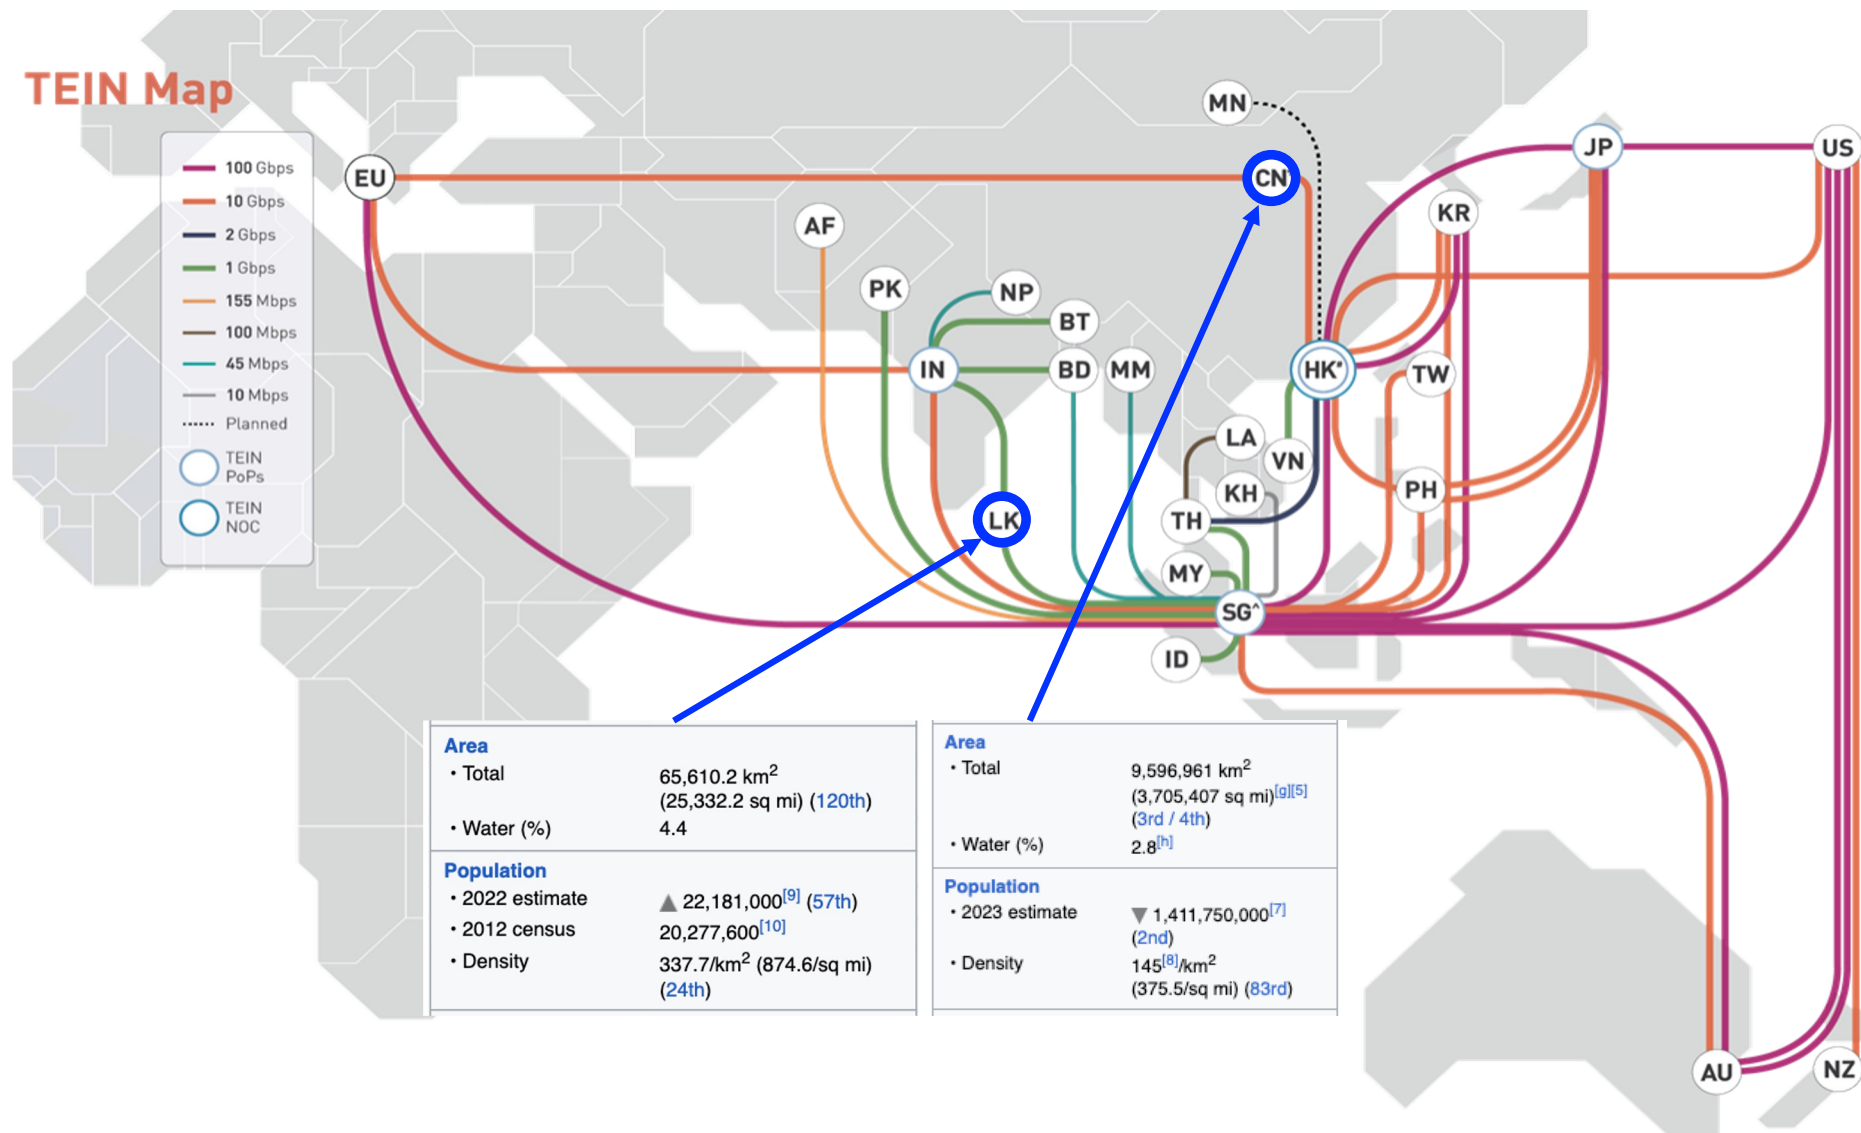 TEIN Map
100 Gbps
10 Gbps
2 Gbps
1 Gbps
155 Mbps
100 Mbps
45 Mbps
10 Mbps
Planned
TEIN
PoPs
TEIN
NOC
MN
JP
US
EU
CN
KR
AF
PK
NP
BT
IN
BD
MM
HK#
TW
LA
VN
KH
PH
LK
TH
MY
SG^
ID
AU
NZ
Area
• Total 65,610.2 km2
(25,332.2 sq mi) (120th)
• Water (%) 4.4
Population
• 2022 estimate ▲ 22,181,000[9] (57th)
• 2012 census 20,277,600[10]
• Density 337.7/km2 (874.6/sq mi)
(24th)
Area
• Total 9,596,961 km2
(3,705,407 sq mi)[g][5]
(3rd / 4th)
• Water (%) 2.8[h]
Population
• 2023 estimate ▼ 1,411,750,000[7]
(2nd)
• Density 145[8]/km2
(375.5/sq mi) (83rd)